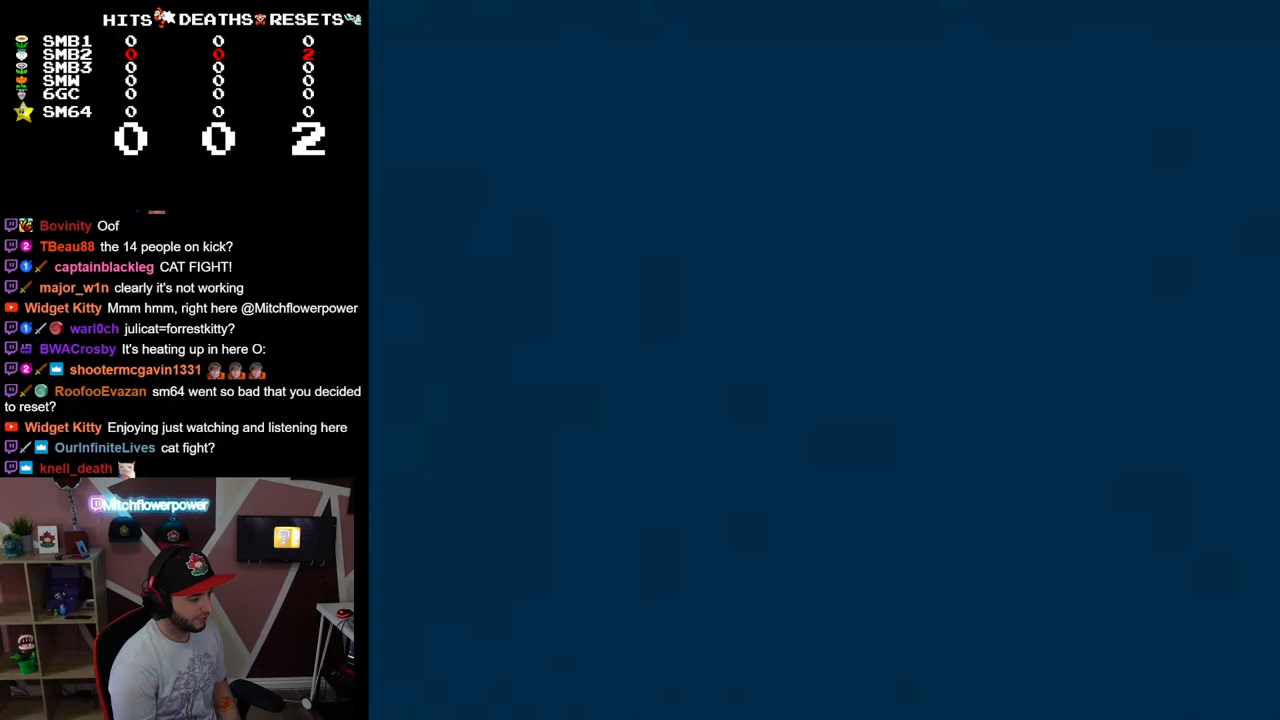 HITS DEATHS RESETS
SMB1 0 0 0
SMB2 0 0 2
SMB3 0 0 0
SMW 0 0 0
6GC 0 0 0
SM64 0 0 0
0 0 2
Bovinity Oof
2 TBeau88 the 14 people on kick?
1 captainblackleg CAT FIGHT!
major_w1n clearly it's not working
Widget Kitty Mmm hmm, right here @Mitchflowerpower
1 warl0ch julicat=forrestkitty?
BWACrosby It's heating up in here O:
2 shootermcgavin1331
RoofooEvazan sm64 went so bad that you decided
to reset?
Widget Kitty Enjoying just watching and listening here
OurInfiniteLives cat fight?
knell_death
Mitchflowerpower
?